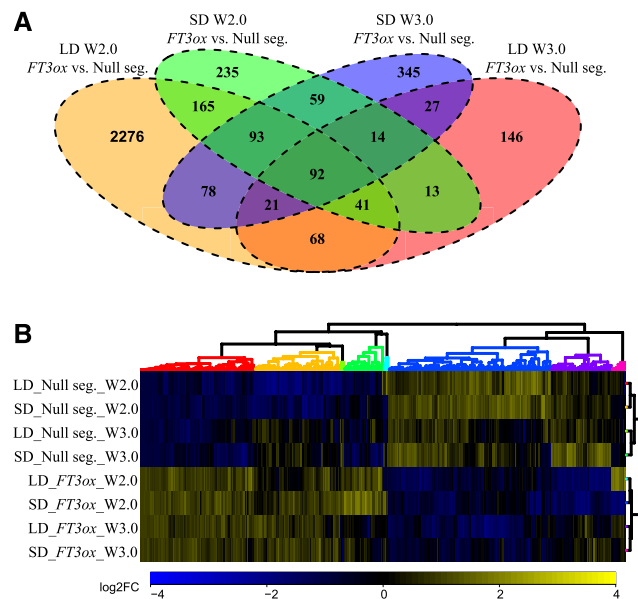 A
SD W2.0
FT3ox vs. Null seg.
SD W3.0
FT3ox vs. Null seg.
LD W2.0
FT3ox vs. Null seg.
LD W3.0
FT3ox vs. Null seg.
235
345
165
59
27
2276
93
14
146
92
78
21
41
13
68
B
LD_Null seg._W2.0
SD_Null seg._W2.0
LD_Null seg._W3.0
SD_Null seg._W3.0
LD_FT3ox_W2.0
SD_FT3ox_W2.0
LD_FT3ox_W3.0
SD_FT3ox_W3.0
log2FC
−4 −2 0 2 4